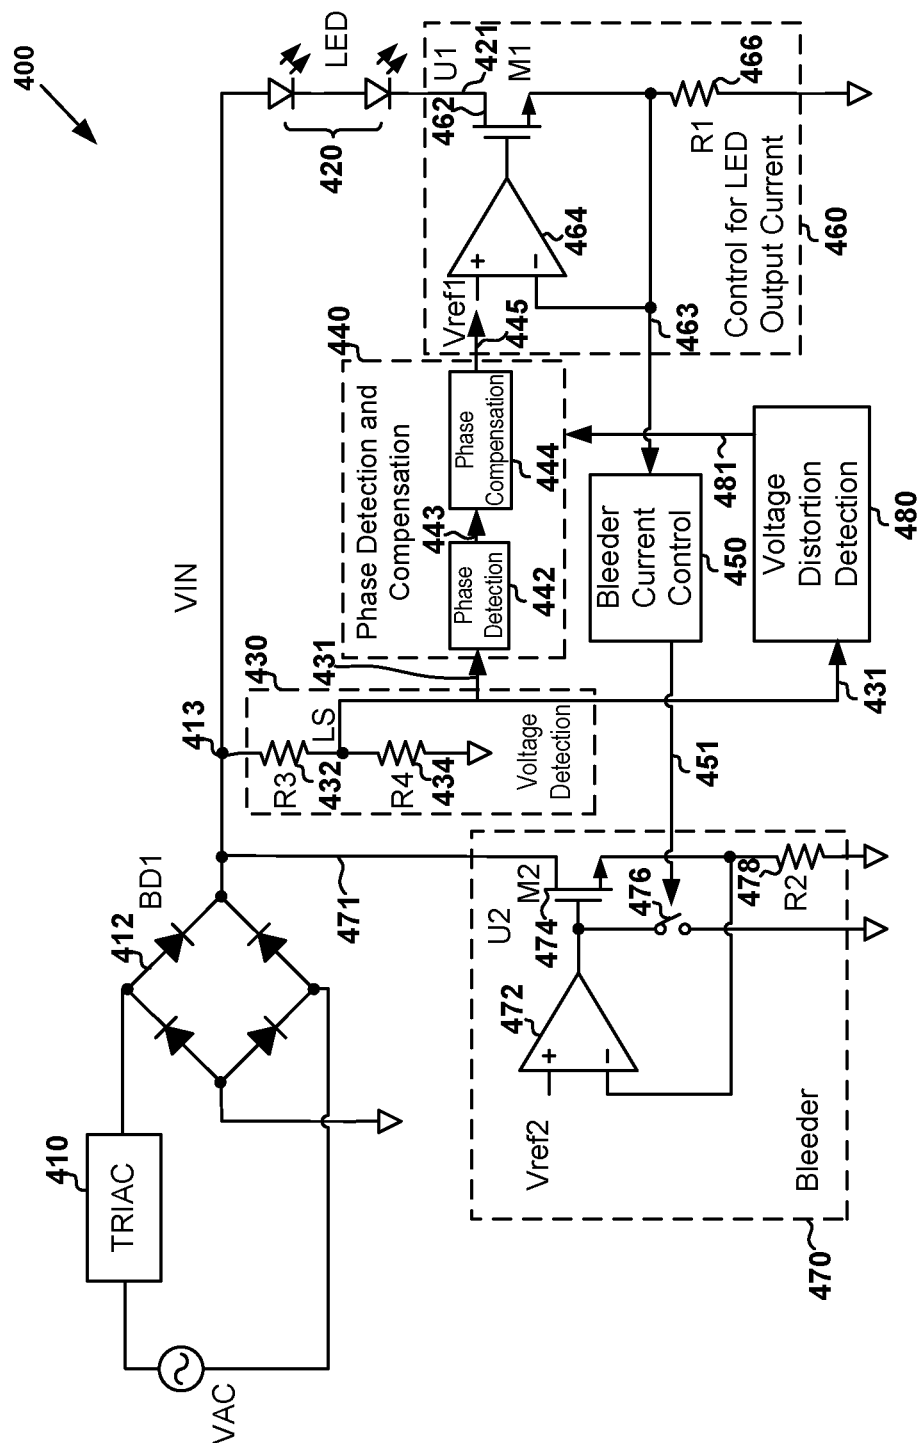 400
VAC
TRIAC
410
412
BD1
VIN
413
LED
420
471
R3
432
LS
R4
434
430
Voltage
Detection
431
440
Phase Detection and
Compensation
Phase
Detection
442
443
Phase
Compensation
444
445
Vref1
+
−
464
462
U1
421
M1
466
R1
463
Control for LED
Output Current
460
Bleeder
Current
Control
450
451
481
Voltage
Distortion
Detection
480
431
U2
M2
474
472
Vref2
+
−
476
478
R2
Bleeder
470